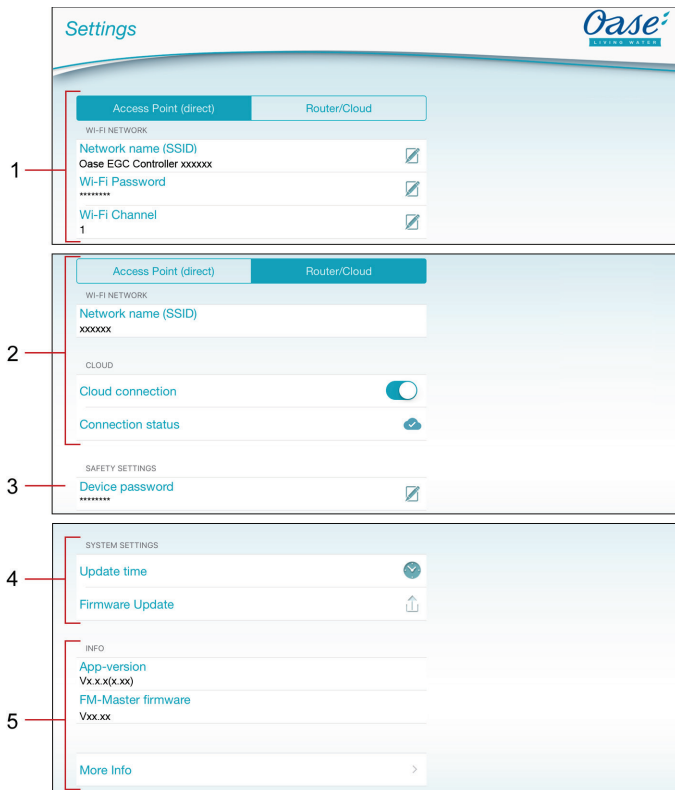 Settings
Oase
LIVING WATER
Access Point (direct) Router/Cloud
WI-FI NETWORK
1
Network name (SSID)
Oase EGC Controller xxxxxx
Wi-Fi Password
********
Wi-Fi Channel
1
Access Point (direct) Router/Cloud
WI-FI NETWORK
Network name (SSID)
xxxxxx
2
CLOUD
Cloud connection
Connection status
SAFETY SETTINGS
3
Device password
********
SYSTEM SETTINGS
4
Update time
Firmware Update
INFO
App-version
Vx.x.x(x.xx)
FM-Master firmware
Vxx.xx
5
More Info